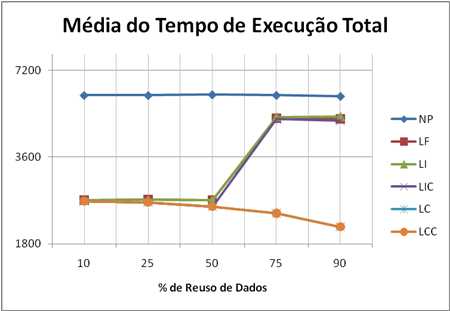 Média do Tempo de Execução Total
7200
3600
1800
10 25 50 75 90
% de Reuso de Dados
NP
LF
LI
LIC
LC
LCC